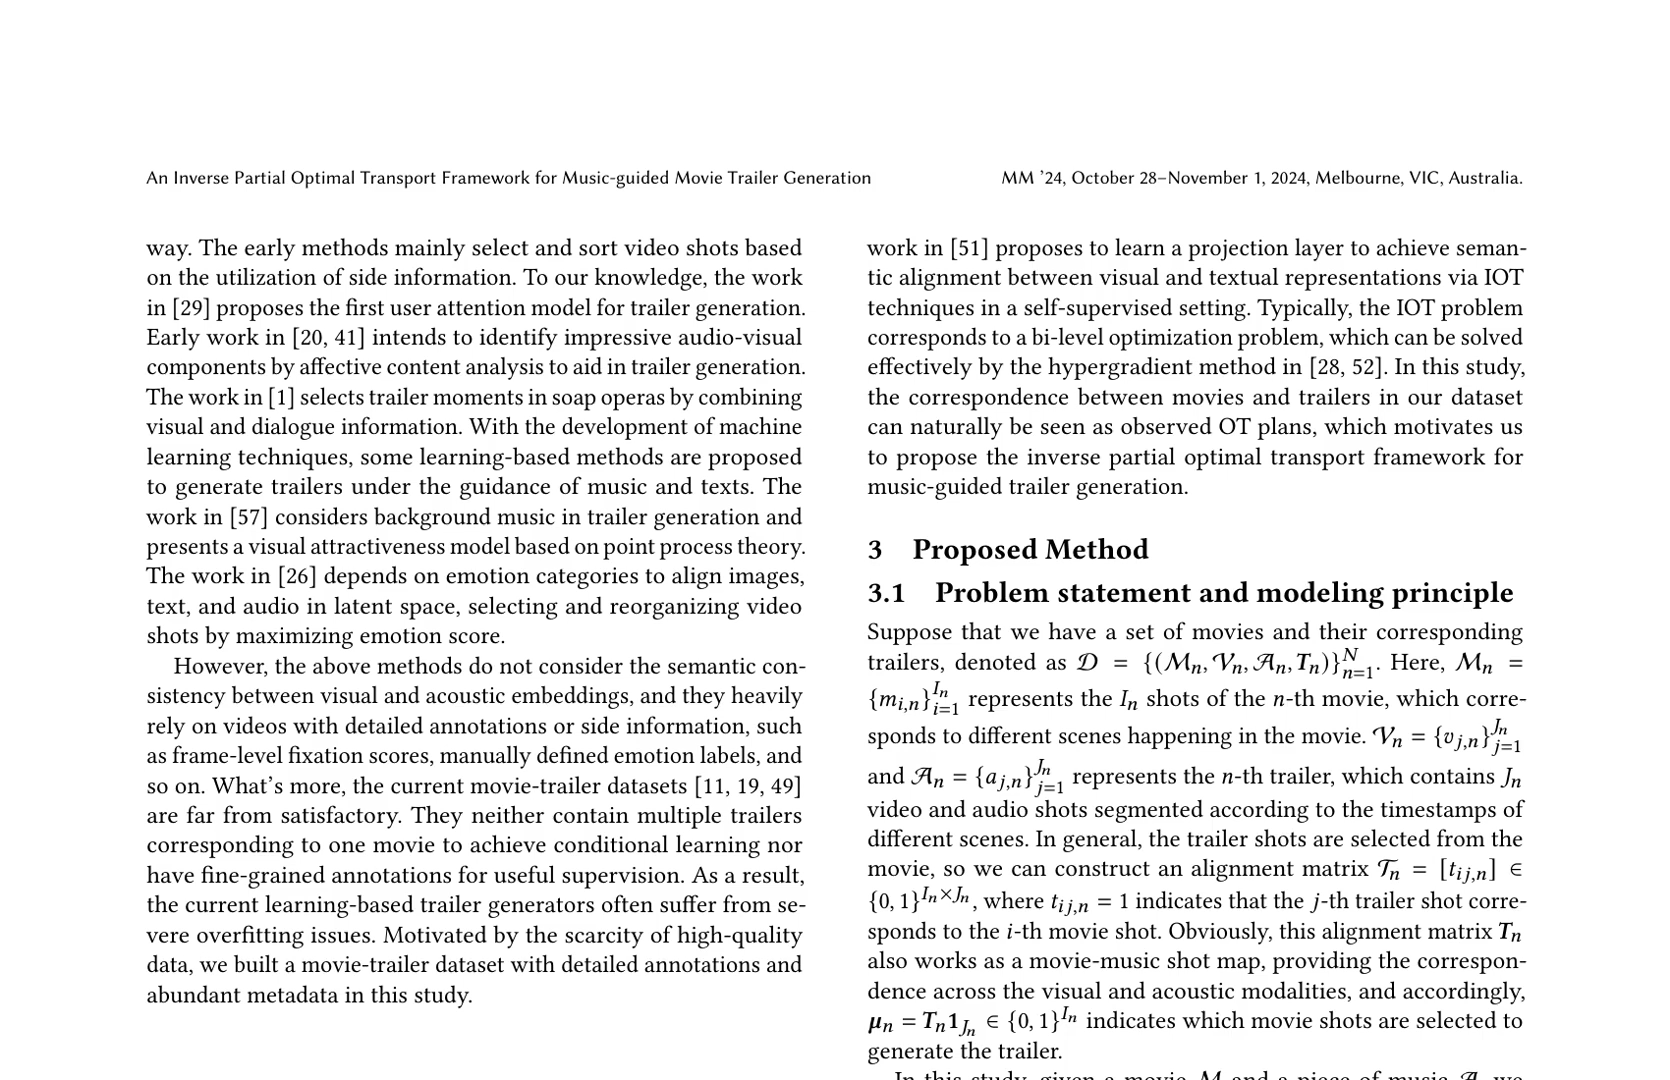 An Inverse Partial Optimal Transport Framework for Music-guided Movie Trailer Generation
MM ’24, October 28–November 1, 2024, Melbourne, VIC, Australia.
way. The early methods mainly select and sort video shots based
on the utilization of side information. To our knowledge, the work
in [29] proposes the first user attention model for trailer generation.
Early work in [20, 41] intends to identify impressive audio-visual
components by affective content analysis to aid in trailer generation.
The work in [1] selects trailer moments in soap operas by combining
visual and dialogue information. With the development of machine
learning techniques, some learning-based methods are proposed
to generate trailers under the guidance of music and texts. The
work in [57] considers background music in trailer generation and
presents a visual attractiveness model based on point process theory.
The work in [26] depends on emotion categories to align images,
text, and audio in latent space, selecting and reorganizing video
shots by maximizing emotion score.
However, the above methods do not consider the semantic con-
sistency between visual and acoustic embeddings, and they heavily
rely on videos with detailed annotations or side information, such
as frame-level fixation scores, manually defined emotion labels, and
so on. What’s more, the current movie-trailer datasets [11, 19, 49]
are far from satisfactory. They neither contain multiple trailers
corresponding to one movie to achieve conditional learning nor
have fine-grained annotations for useful supervision. As a result,
the current learning-based trailer generators often suffer from se-
vere overfitting issues. Motivated by the scarcity of high-quality
data, we built a movie-trailer dataset with detailed annotations and
abundant metadata in this study.
work in [51] proposes to learn a projection layer to achieve seman-
tic alignment between visual and textual representations via IOT
techniques in a self-supervised setting. Typically, the IOT problem
corresponds to a bi-level optimization problem, which can be solved
effectively by the hypergradient method in [28, 52]. In this study,
the correspondence between movies and trailers in our dataset
can naturally be seen as observed OT plans, which motivates us
to propose the inverse partial optimal transport framework for
music-guided trailer generation.
3 Proposed Method
3.1 Problem statement and modeling principle
Suppose that we have a set of movies and their corresponding
trailers, denoted as 𝒟 = {(ℳₙ, 𝒱ₙ, 𝒜ₙ, 𝑻ₙ)}ᴺₙ₌₁. Here, ℳₙ =
{m_{i,n}}_{i=1}^{I_n} represents the I_n shots of the n-th movie, which corre-
sponds to different scenes happening in the movie. 𝒱ₙ = {v_{j,n}}_{j=1}^{J_n}
and 𝒜ₙ = {a_{j,n}}_{j=1}^{J_n} represents the n-th trailer, which contains J_n
video and audio shots segmented according to the timestamps of
different scenes. In general, the trailer shots are selected from the
movie, so we can construct an alignment matrix 𝒯ₙ = [t_{ij,n}] ∈
{0, 1}^{I_n×J_n}, where t_{ij,n} = 1 indicates that the j-th trailer shot corre-
sponds to the i-th movie shot. Obviously, this alignment matrix 𝑻ₙ
also works as a movie-music shot map, providing the correspon-
dence across the visual and acoustic modalities, and accordingly,
𝝁ₙ = 𝑻ₙ𝟏_{J_n} ∈ {0, 1}^{I_n} indicates which movie shots are selected to
generate the trailer.
In this study, given a movie ℳ and a piece of music 𝒜, we